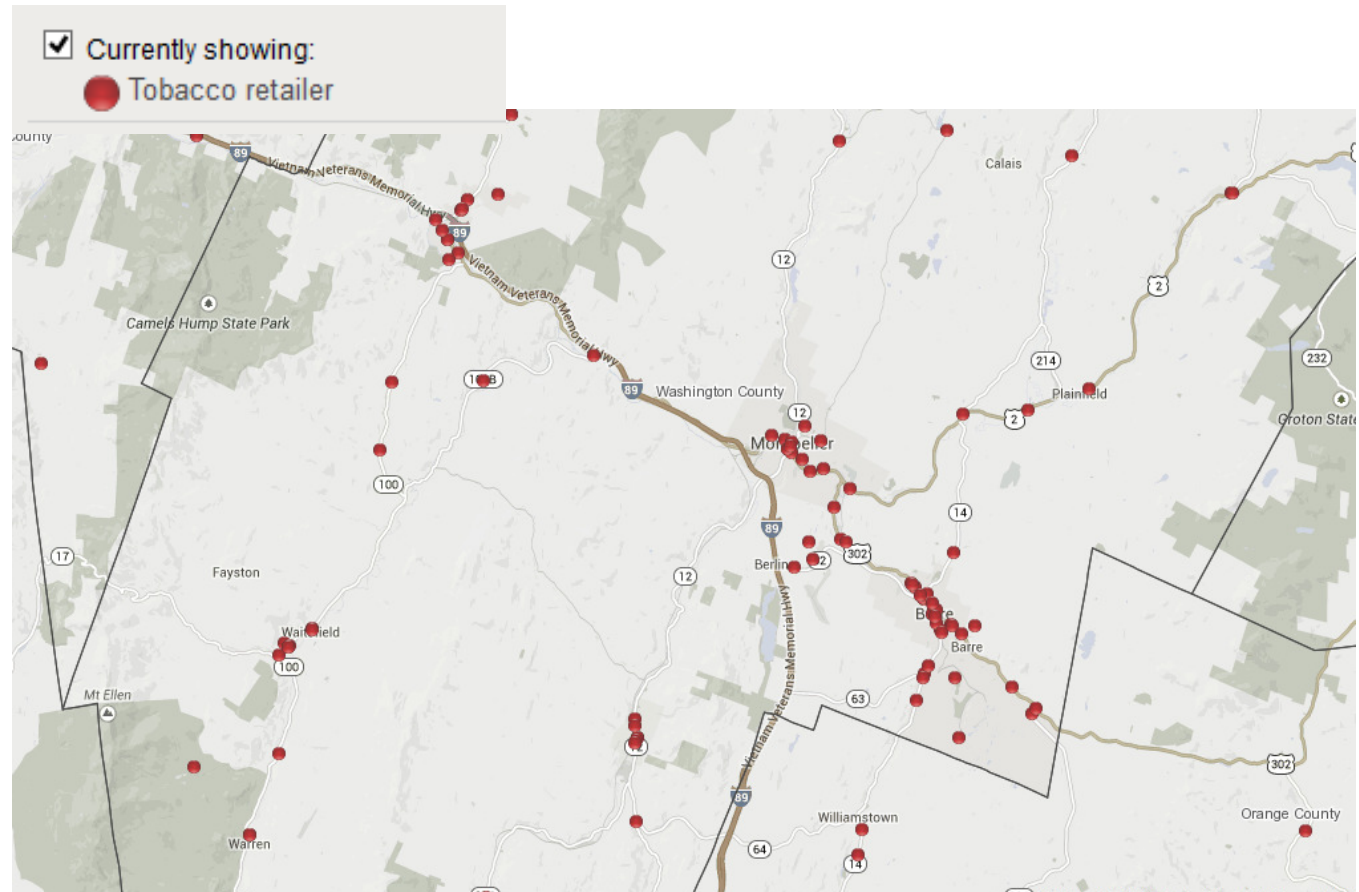 Currently showing:
Tobacco retailer
ounty
89
Vietnam Veterans Memorial Hwy
Calais
89
2
12
Vietnam Veterans Memorial Hwy
Camels Hump State Park
232
214
89
Washington County
Plainfield
12
2
Groton State
Montpelier
100
14
89
302
17
Berlin
Fayston
12
Waitsfield
Barre
Barre
100
Mt Ellen
63
Vietnam Veterans Memorial Hwy
302
89
Orange County
Williamstown
Warren
64
14